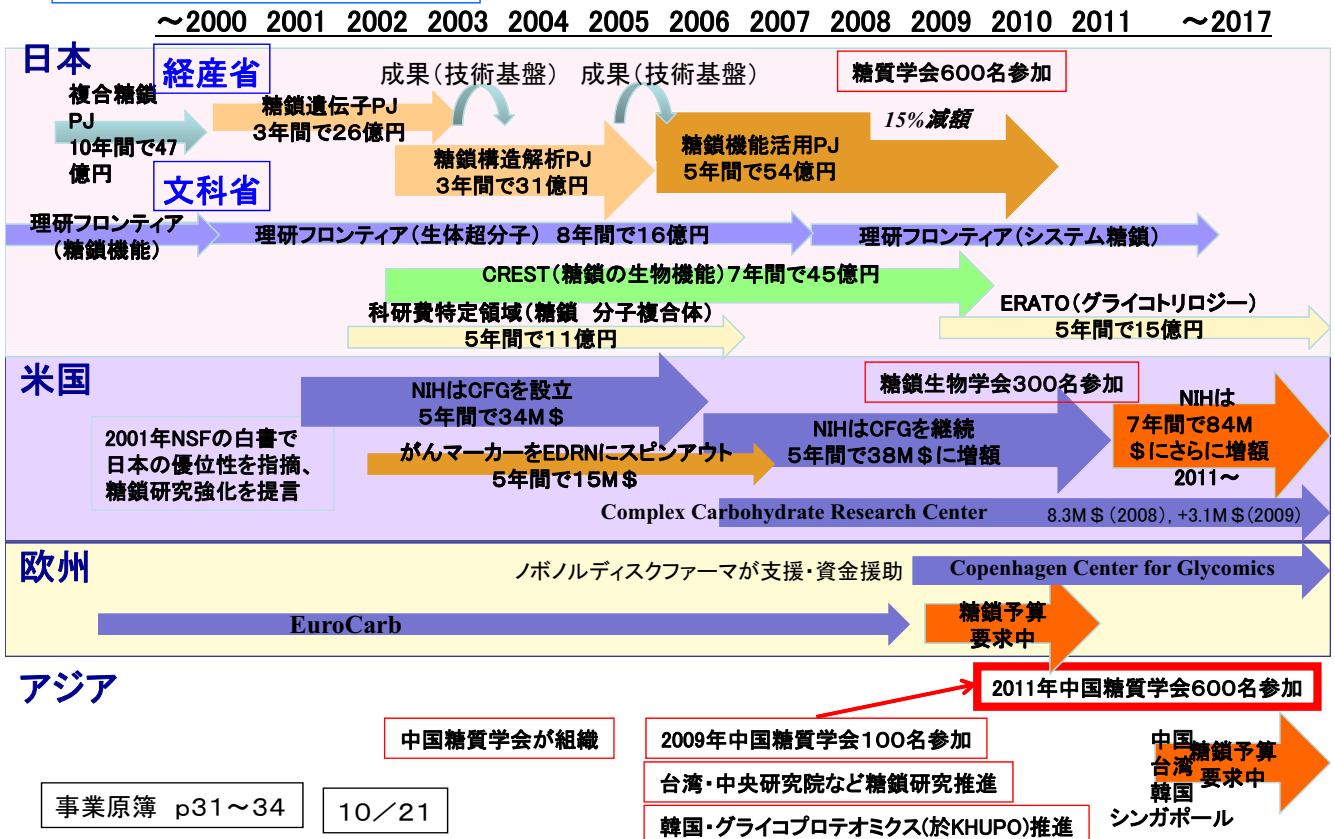 ～2000 2001 2002 2003 2004 2005 2006 2007 2008 2009 2010 2011 ～2017
日本
経産省
成果（技術基盤）
成果（技術基盤）
糖質学会600名参加
複合糖鎖
PJ
10年間で47
億円
糖鎖遺伝子PJ
3年間で26億円
糖鎖構造解析PJ
3年間で31億円
糖鎖機能活用PJ
5年間で54億円
15%減額
文科省
理研フロンティア
（糖鎖機能）
理研フロンティア（生体超分子） 8年間で16億円
理研フロンティア（システム糖鎖）
CREST（糖鎖の生物機能）7年間で45億円
科研費特定領域（糖鎖 分子複合体）
5年間で11億円
ERATO（グライコトリロジー）
5年間で15億円
米国
NIHはCFGを設立
5年間で34M＄
糖鎖生物学会300名参加
2001年NSFの白書で
日本の優位性を指摘、
糖鎖研究強化を提言
がんマーカーをEDRNにスピンアウト
5年間で15M＄
NIHはCFGを継続
5年間で38M＄に増額
NIHは
7年間で84M
＄にさらに増額
2011～
Complex Carbohydrate Research Center
8.3M＄（2008）, +3.1M＄（2009）
欧州
ノボノルディスクファーマが支援・資金援助
Copenhagen Center for Glycomics
EuroCarb
糖鎖予算
要求中
アジア
2011年中国糖質学会600名参加
中国糖質学会が組織
2009年中国糖質学会100名参加
台湾・中央研究院など糖鎖研究推進
韓国・グライコプロテオミクス(於KHUPO)推進
中国
台湾
韓国
シンガポール
糖鎖予算
要求中
事業原簿 p31～34
10／21